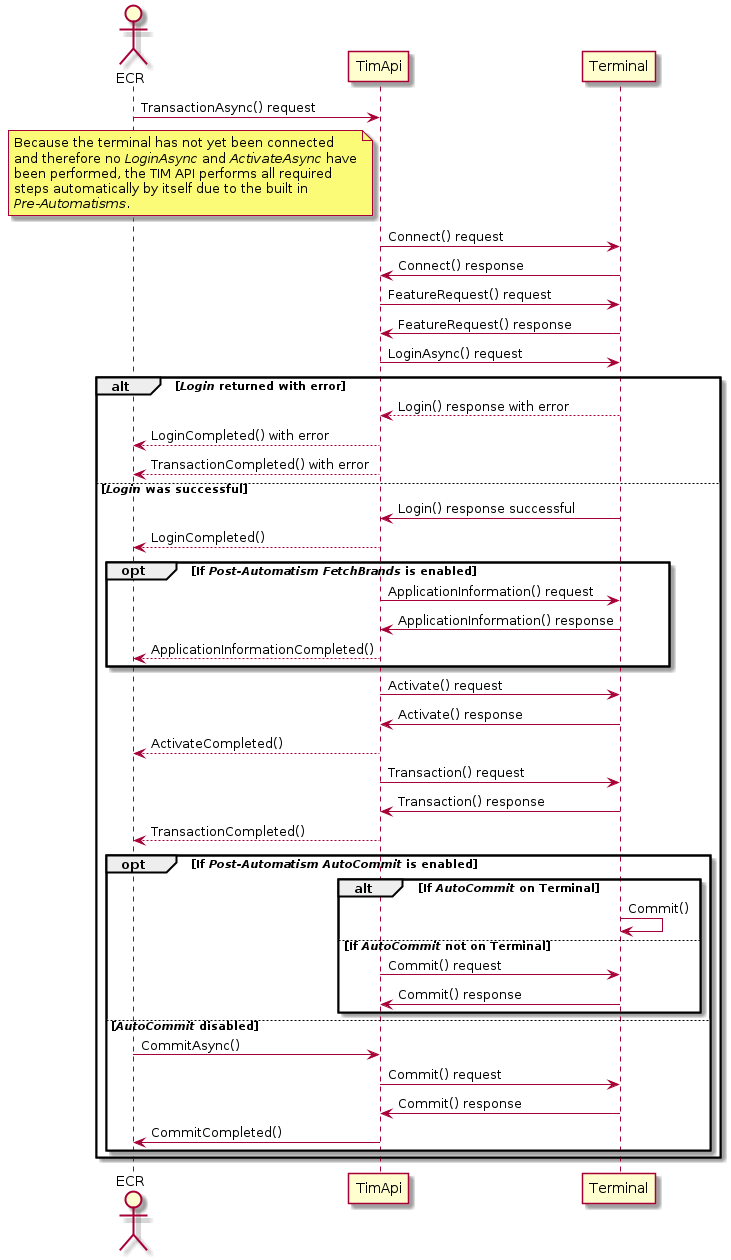 ECR
TimApi
Terminal
TransactionAsync() request
Because the terminal has not yet been connected
and therefore no LoginAsync and ActivateAsync have
been performed, the TIM API performs all required
steps automatically by itself due to the built in
Pre-Automatisms.
Connect() request
Connect() response
FeatureRequest() request
FeatureRequest() response
LoginAsync() request
alt [Login returned with error]
Login() response with error
LoginCompleted() with error
TransactionCompleted() with error
[Login was successful]
Login() response successful
LoginCompleted()
opt [If Post-Automatism FetchBrands is enabled]
ApplicationInformation() request
ApplicationInformation() response
ApplicationInformationCompleted()
Activate() request
Activate() response
ActivateCompleted()
Transaction() request
Transaction() response
TransactionCompleted()
opt [If Post-Automatism AutoCommit is enabled]
alt [If AutoCommit on Terminal]
Commit()
[If AutoCommit not on Terminal]
Commit() request
Commit() response
[AutoCommit disabled]
CommitAsync()
Commit() request
Commit() response
CommitCompleted()
ECR
TimApi
Terminal